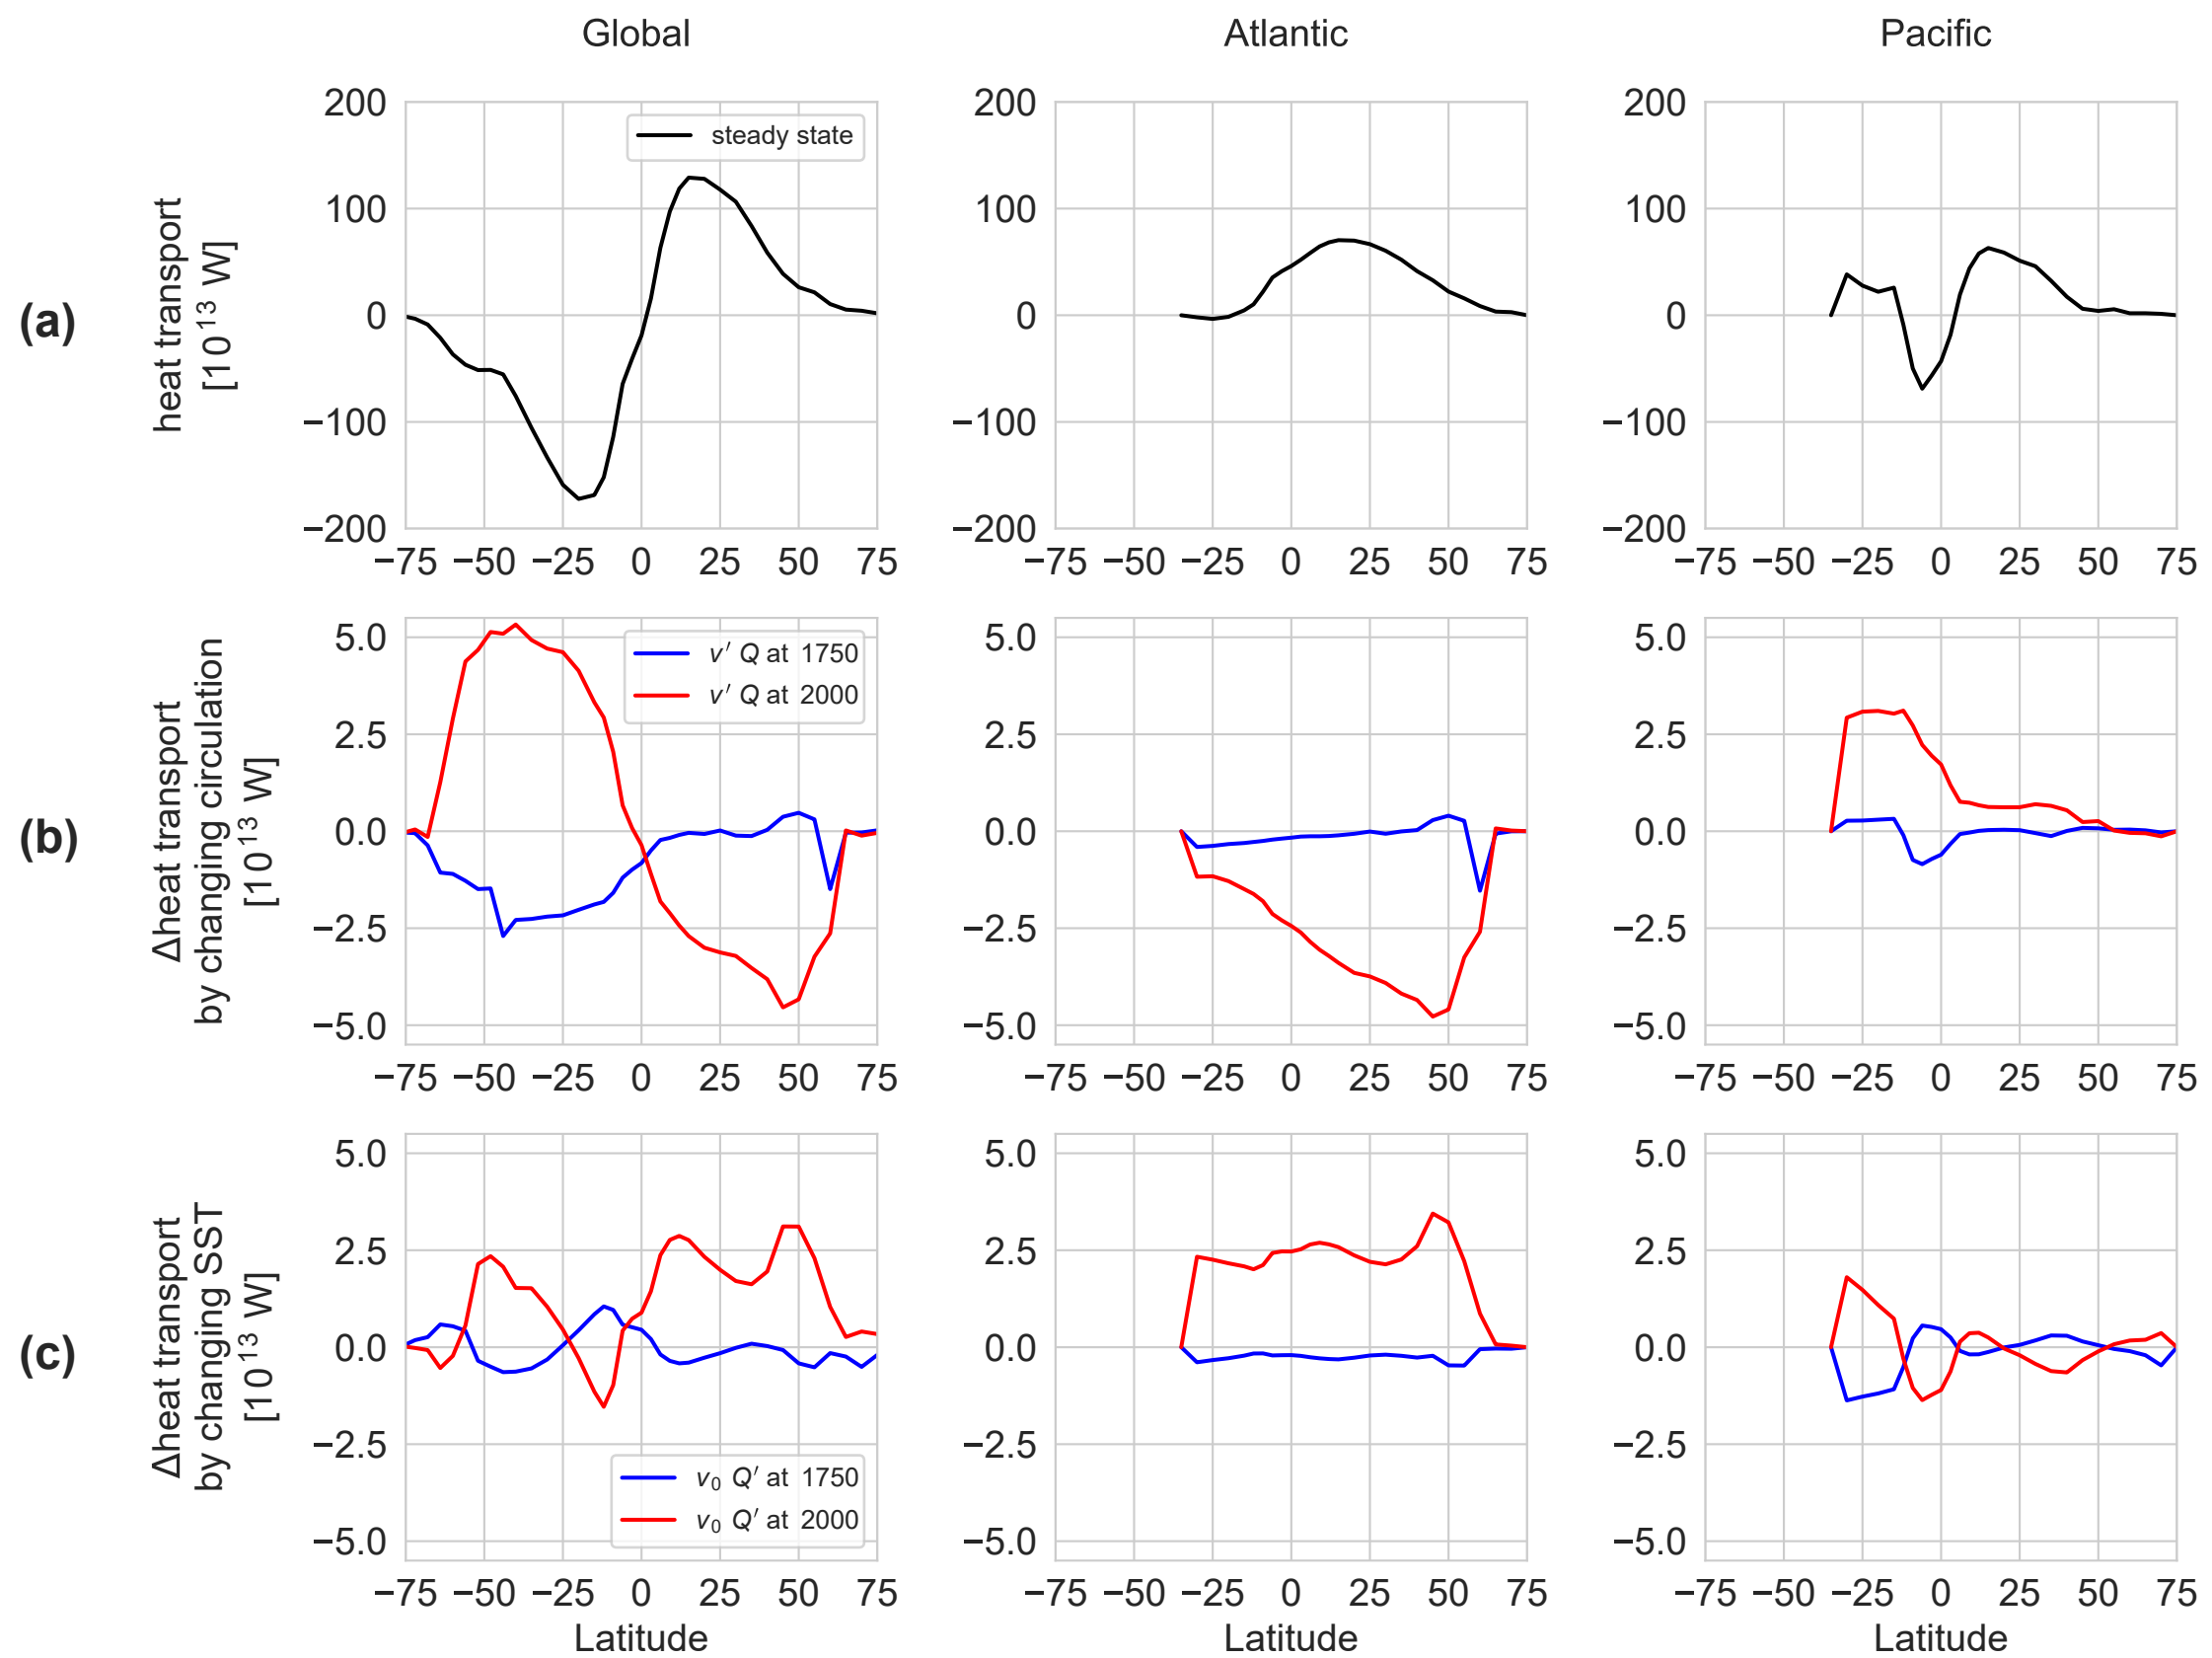 Global
Atlantic
Pacific
(a)
heat transport
[10^13 W]
200
100
0
−100
−200
−75 −50 −25 0 25 50 75
steady state
200
100
0
−100
−200
−75 −50 −25 0 25 50 75
200
100
0
−100
−200
−75 −50 −25 0 25 50 75
(b)
Δheat transport
by changing circulation
[10^13 W]
5.0
2.5
0.0
−2.5
−5.0
−75 −50 −25 0 25 50 75
v′ Q at 1750
v′ Q at 2000
5.0
2.5
0.0
−2.5
−5.0
−75 −50 −25 0 25 50 75
5.0
2.5
0.0
−2.5
−5.0
−75 −50 −25 0 25 50 75
(c)
Δheat transport
by changing SST
[10^13 W]
5.0
2.5
0.0
−2.5
−5.0
−75 −50 −25 0 25 50 75
Latitude
v₀ Q′ at 1750
v₀ Q′ at 2000
5.0
2.5
0.0
−2.5
−5.0
−75 −50 −25 0 25 50 75
Latitude
5.0
2.5
0.0
−2.5
−5.0
−75 −50 −25 0 25 50 75
Latitude